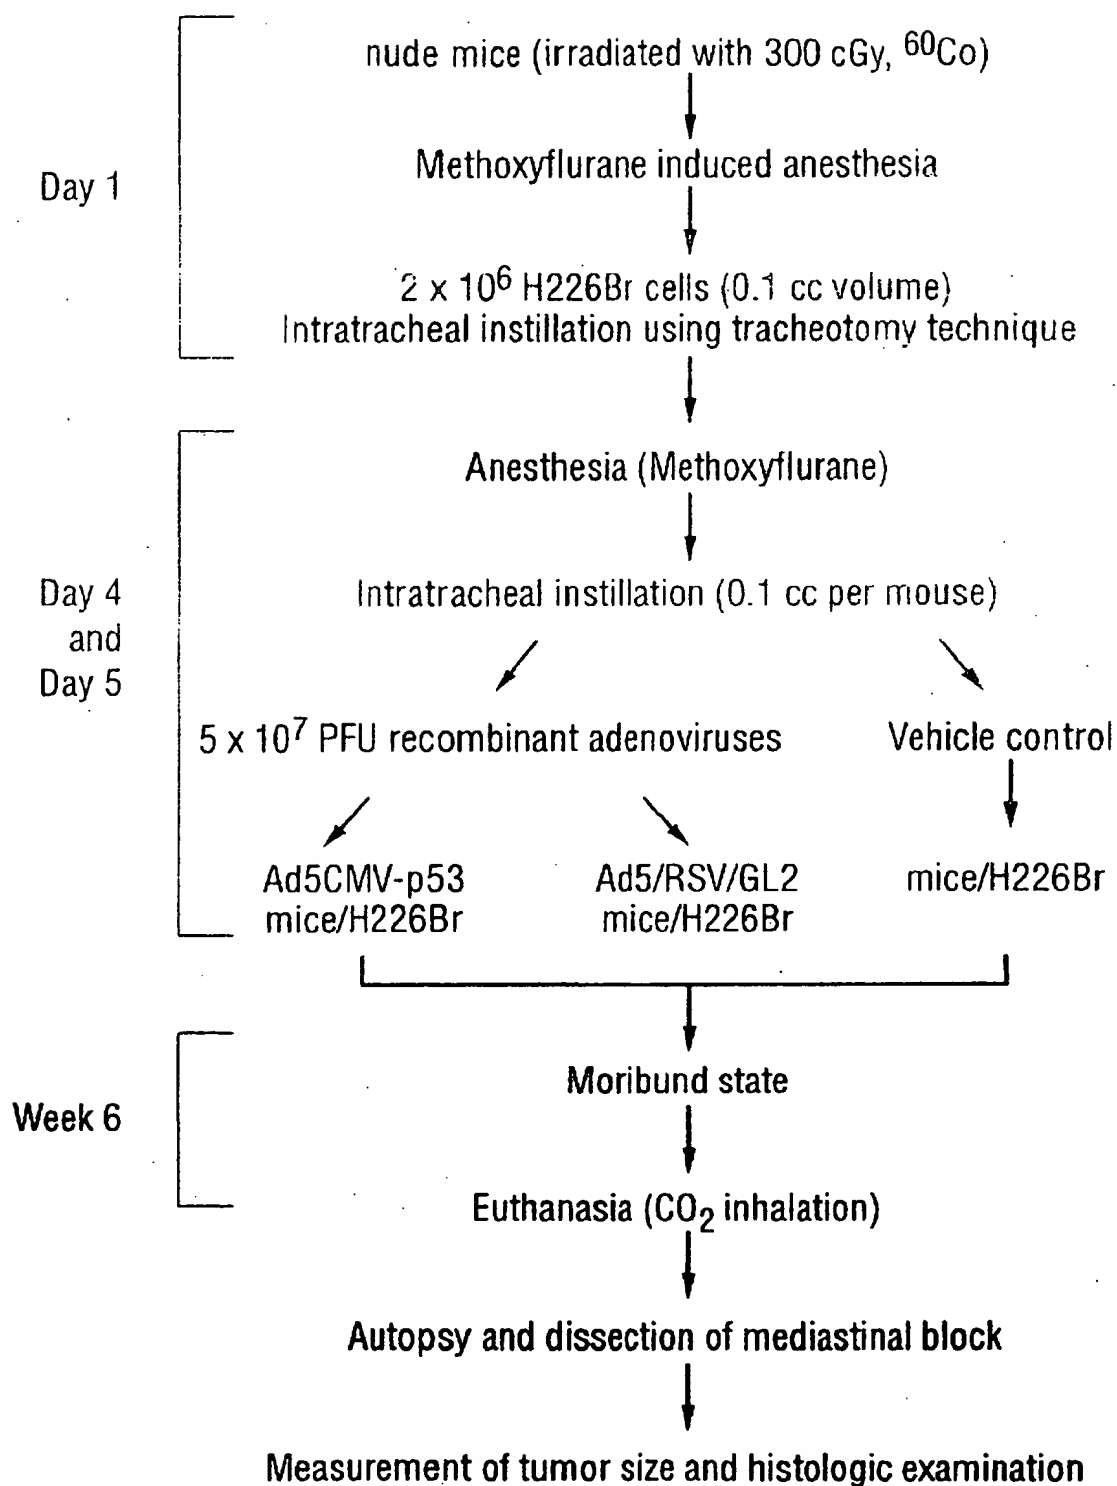 nude mice (irradiated with 300 cGy, ⁶⁰Co)
Day 1
Methoxyflurane induced anesthesia
2 x 10⁶ H226Br cells (0.1 cc volume)
Intratracheal instillation using tracheotomy technique
Anesthesia (Methoxyflurane)
Day 4
and
Day 5
Intratracheal instillation (0.1 cc per mouse)
5 x 10⁷ PFU recombinant adenoviruses
Vehicle control
Ad5CMV-p53
mice/H226Br
Ad5/RSV/GL2
mice/H226Br
mice/H226Br
Week 6
Moribund state
Euthanasia (CO₂ inhalation)
Autopsy and dissection of mediastinal block
Measurement of tumor size and histologic examination